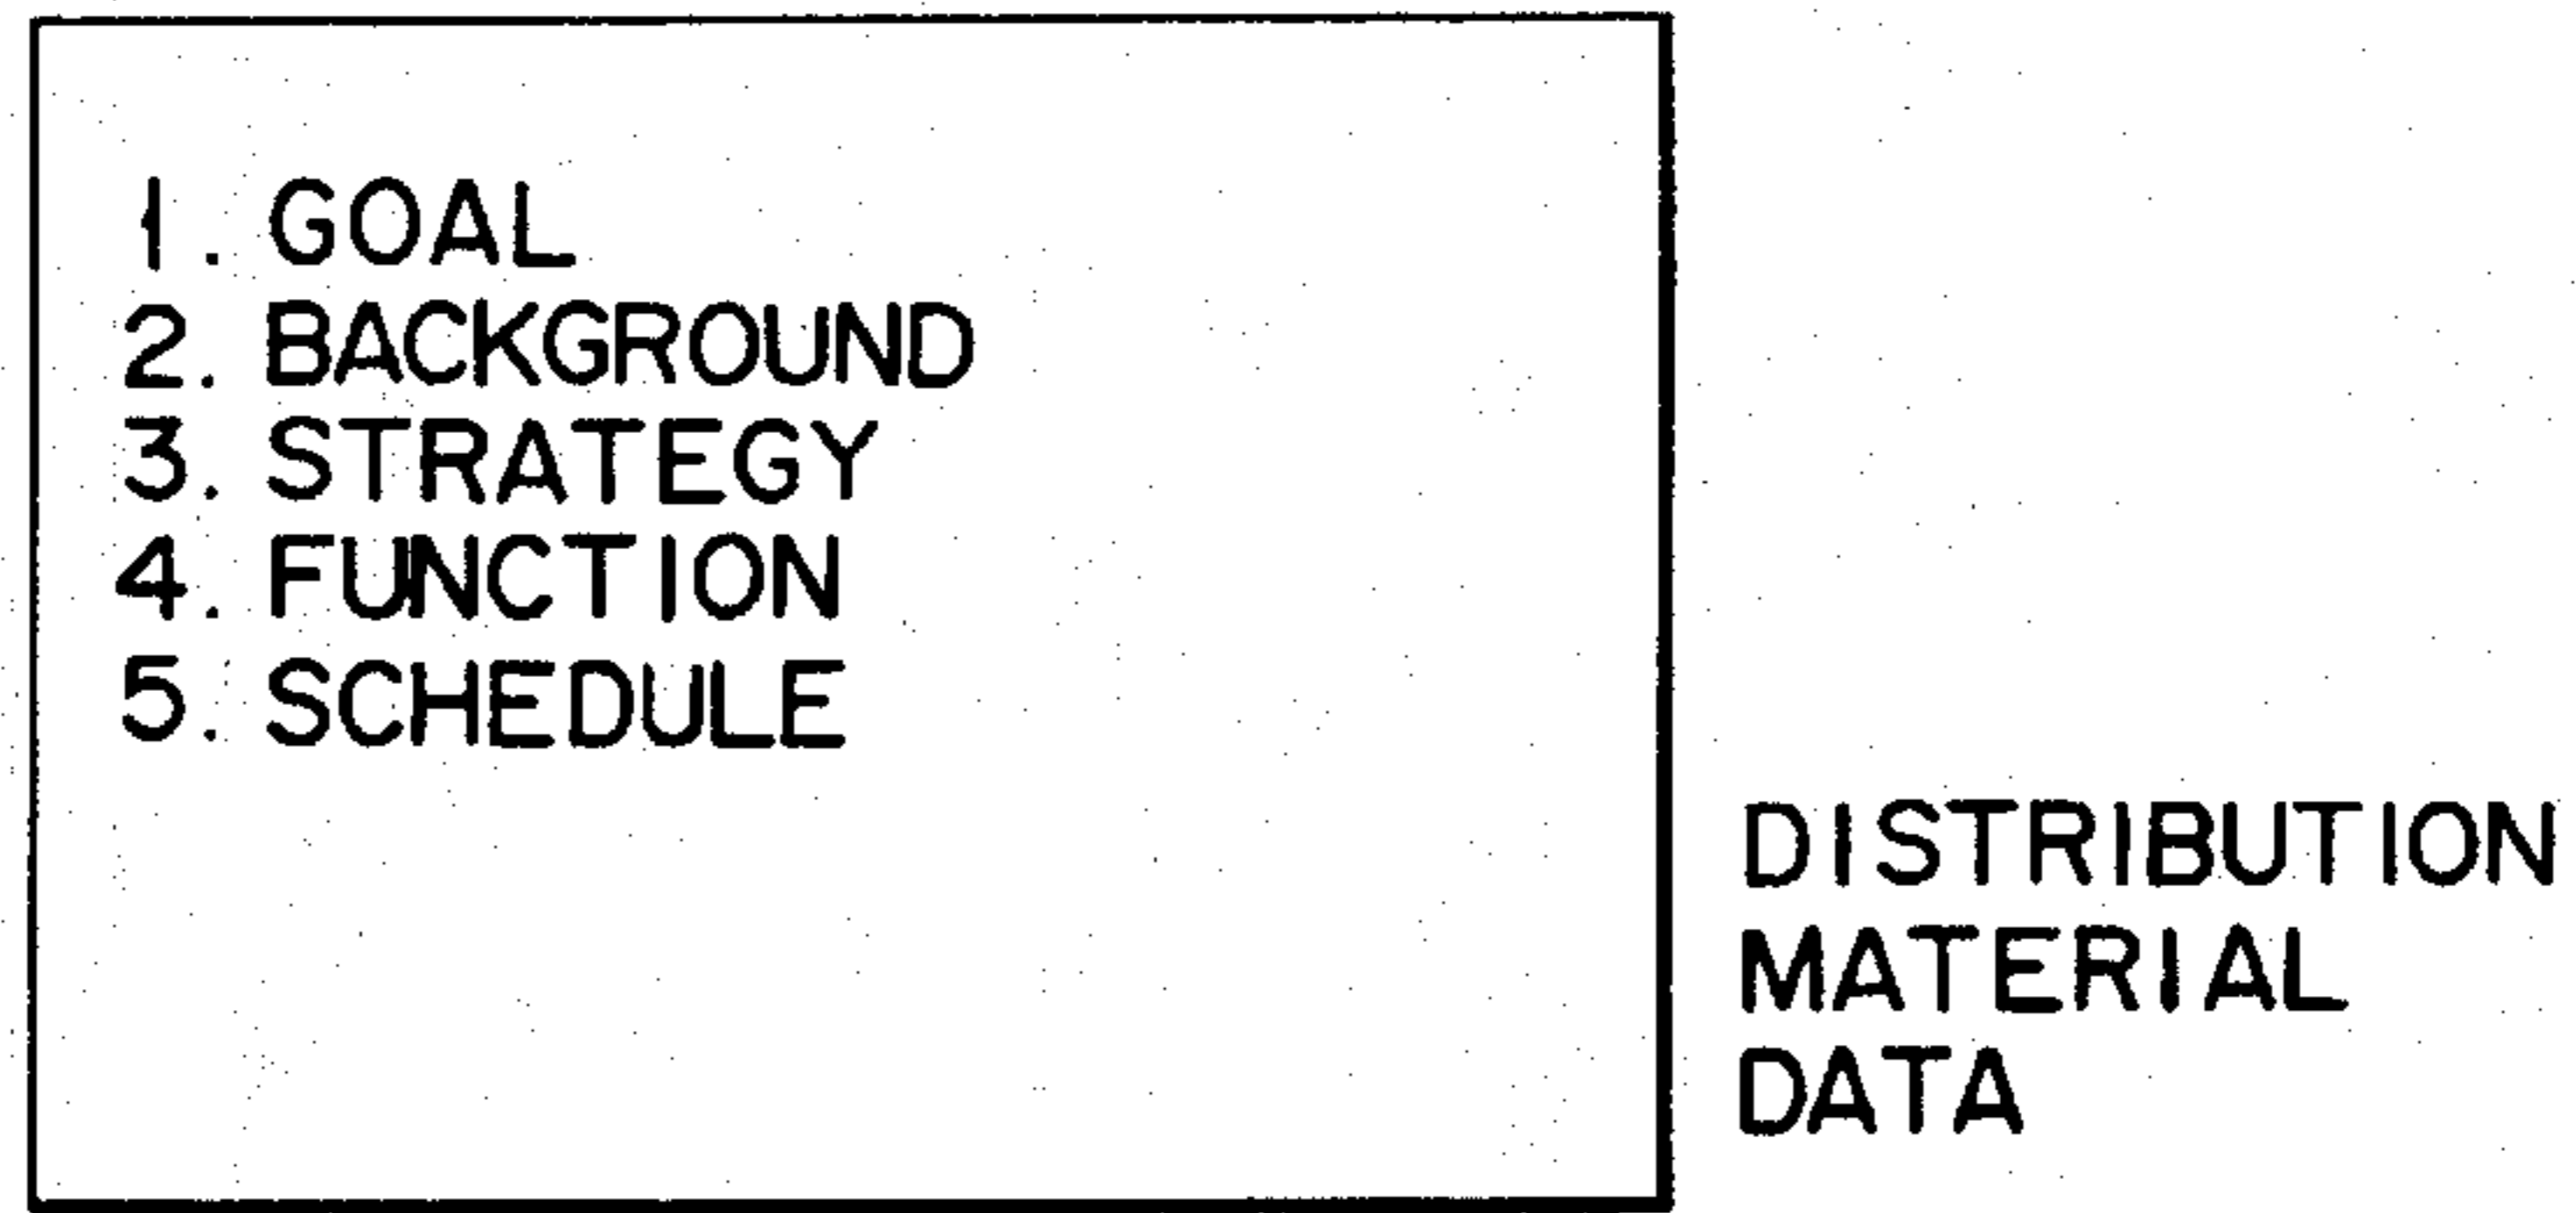 1. GOAL
2. BACKGROUND
3. STRATEGY
4. FUNCTION
5. SCHEDULE
DISTRIBUTION
MATERIAL
DATA